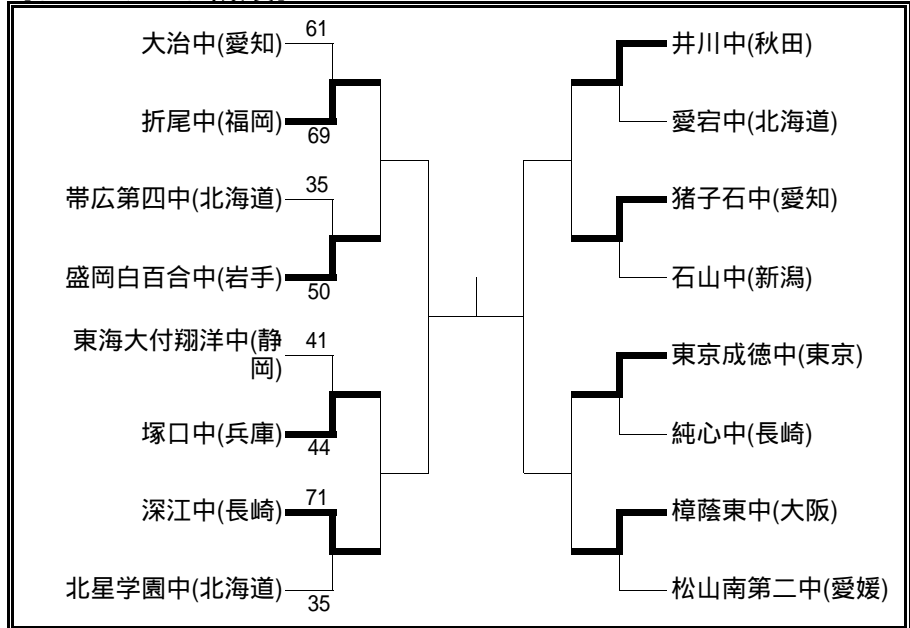 大治中(愛知)
61
折尾中(福岡)
69
帯広第四中(北海道)
35
盛岡白百合中(岩手)
50
東海大付翔洋中(静
岡)
41
塚口中(兵庫)
44
深江中(長崎)
71
北星学園中(北海道)
35
井川中(秋田)
愛宕中(北海道)
猪子石中(愛知)
石山中(新潟)
東京成徳中(東京)
純心中(長崎)
樟蔭東中(大阪)
松山南第二中(愛媛)